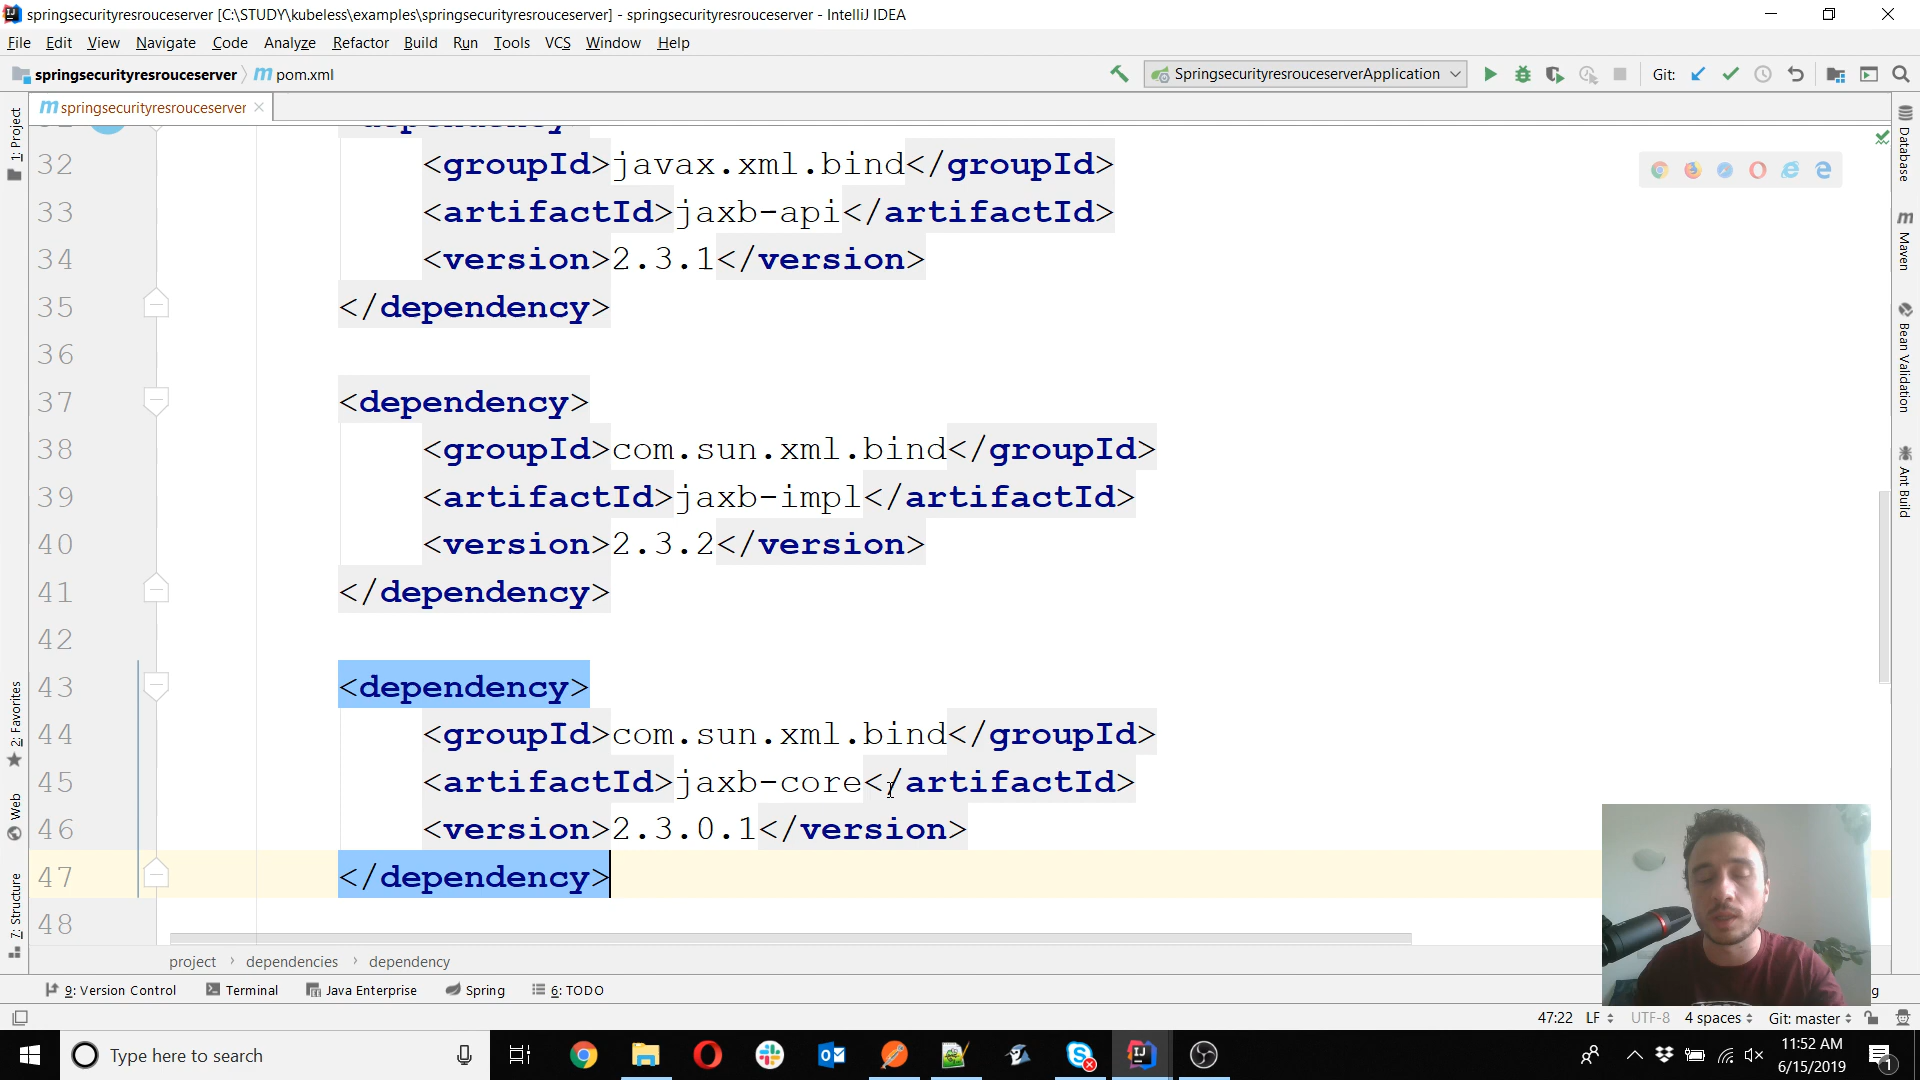 springsecurityresrouceserver [C:\STUDY\kubeless\examples\springsecurityresrouceserver] - springsecurityresrouceserver - IntelliJ IDEA
File Edit View Navigate Code Analyze Refactor Build Run Tools VCS Window Help
springsecurityresrouceserver pom.xml SpringsecurityresrouceserverApplication Git:
springsecurityresrouceserver
32 <groupId>javax.xml.bind</groupId>
33 <artifactId>jaxb-api</artifactId>
34 <version>2.3.1</version>
35 </dependency>
36
37 <dependency>
38 <groupId>com.sun.xml.bind</groupId>
39 <artifactId>jaxb-impl</artifactId>
40 <version>2.3.2</version>
41 </dependency>
42
43 <dependency>
44 <groupId>com.sun.xml.bind</groupId>
45 <artifactId>jaxb-core</artifactId>
46 <version>2.3.0.1</version>
47 </dependency>
48
1: Project
2: Favorites
Web
7: Structure
Database
Maven
Bean Validation
Ant Build
project dependencies dependency
9: Version Control Terminal Java Enterprise Spring 6: TODO
47:22 LF UTF-8 4 spaces Git: master
Type here to search
11:52 AM
6/15/2019
1